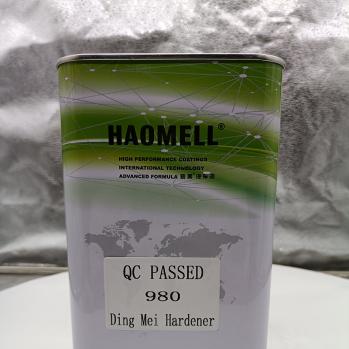 HAOMELL®
HIGH PERFORMANCE COATINGS
INTERNATIONAL TECHNOLOGY
ADVANCED FORMULA
QC PASSED
980
Ding Mei Hardener